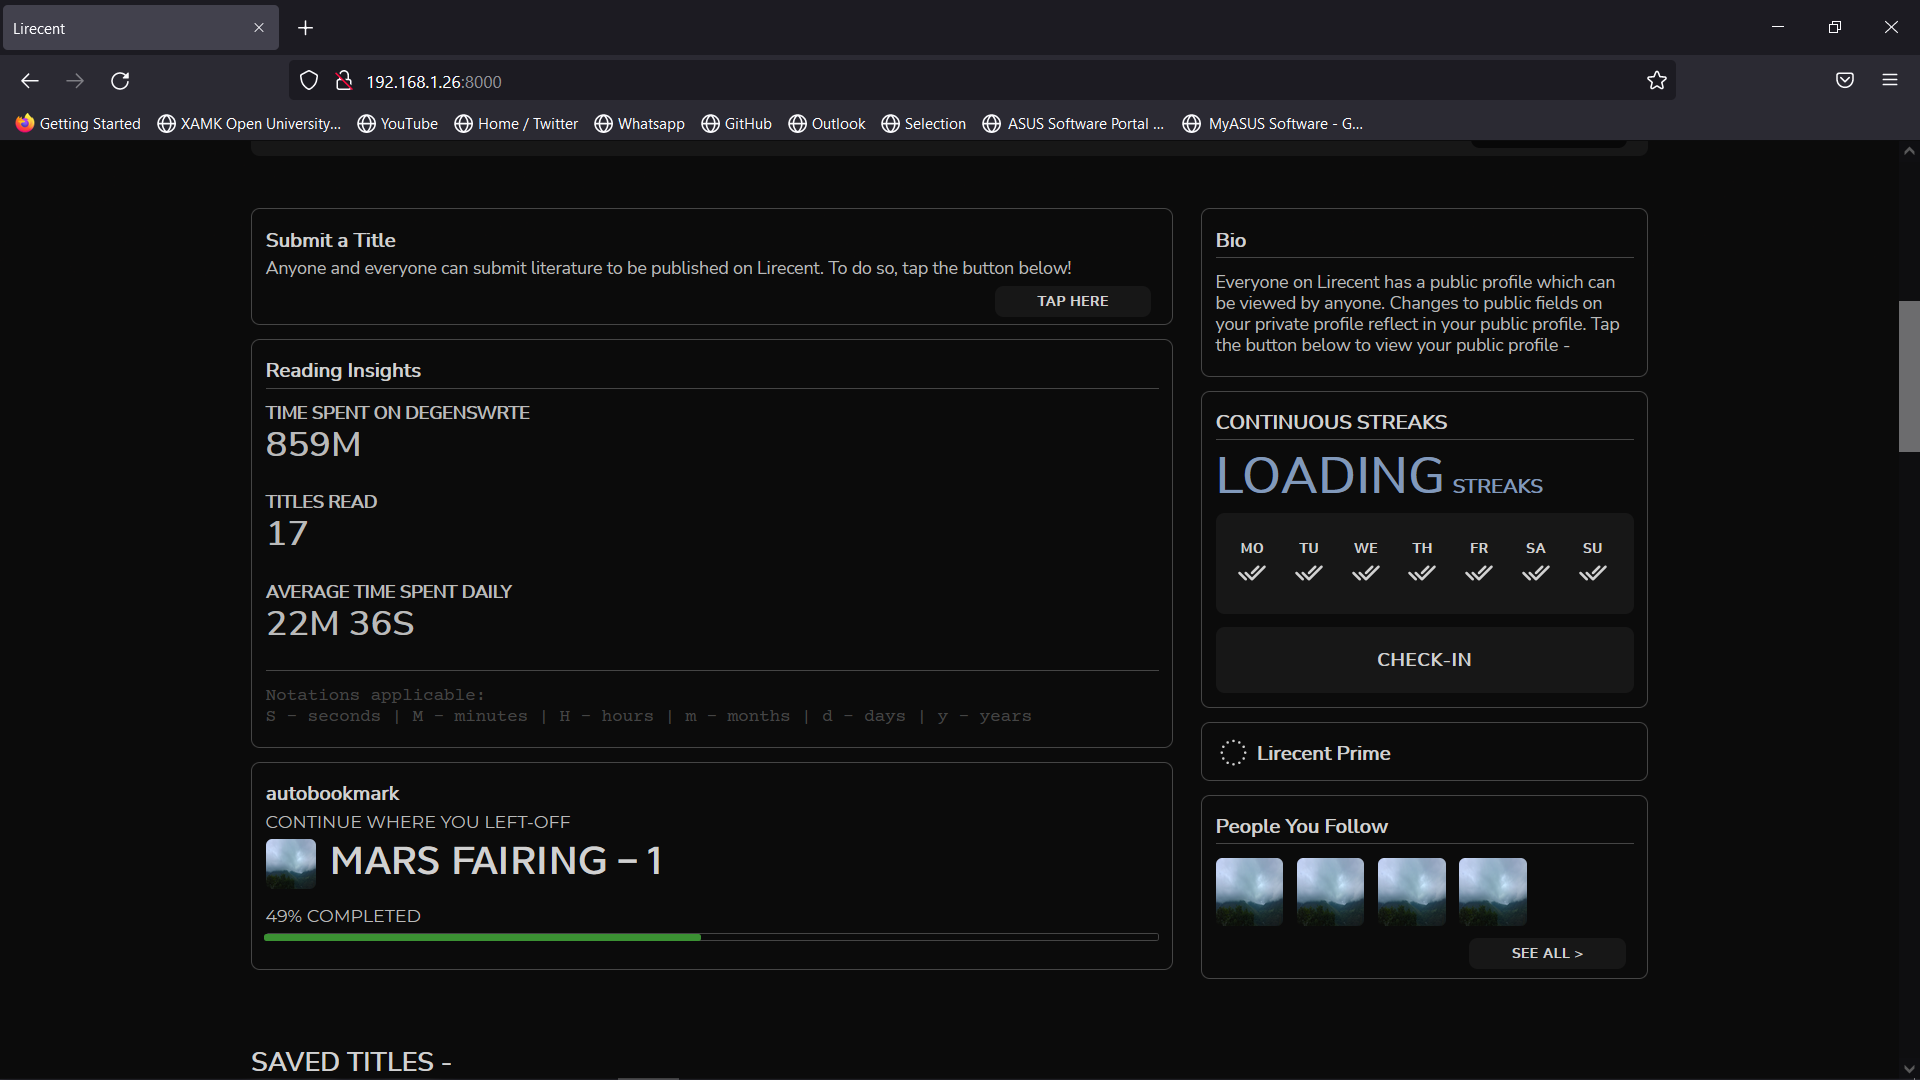 Lirecent
192.168.1.26:8000
Getting Started XAMK Open University... YouTube Home / Twitter Whatsapp GitHub Outlook Selection ASUS Software Portal ... MyASUS Software - G...
Submit a Title
Anyone and everyone can submit literature to be published on Lirecent. To do so, tap the button below!
TAP HERE
Reading Insights
TIME SPENT ON DEGENSWRTE
859M
TITLES READ
17
AVERAGE TIME SPENT DAILY
22M 36S
Notations applicable:
S - seconds | M - minutes | H - hours | m - months | d - days | y - years
autobookmark
CONTINUE WHERE YOU LEFT-OFF
MARS FAIRING – 1
49% COMPLETED
Bio
Everyone on Lirecent has a public profile which can
be viewed by anyone. Changes to public fields on
your private profile reflect in your public profile. Tap
the button below to view your public profile -
CONTINUOUS STREAKS
LOADING STREAKS
MO TU WE TH FR SA SU
CHECK-IN
Lirecent Prime
People You Follow
SEE ALL >
SAVED TITLES -